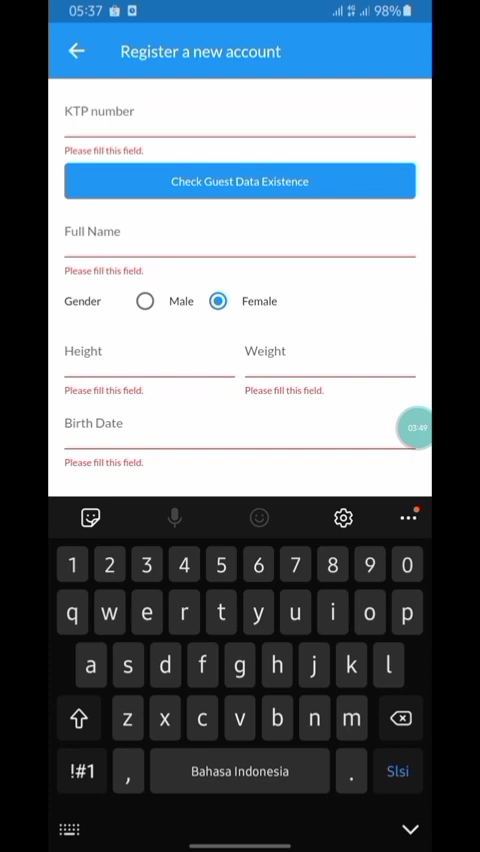 05:37 4G 98%
Register a new account
KTP number
Please fill this field.
Check Guest Data Existence
Full Name
Please fill this field.
Gender Male Female
Height Weight
Please fill this field. Please fill this field.
Birth Date
03:49
Please fill this field.
1 2 3 4 5 6 7 8 9 0
q w e r t y u i o p
a s d f g h j k l
z x c v b n m
!#1 , Bahasa Indonesia . Slsi